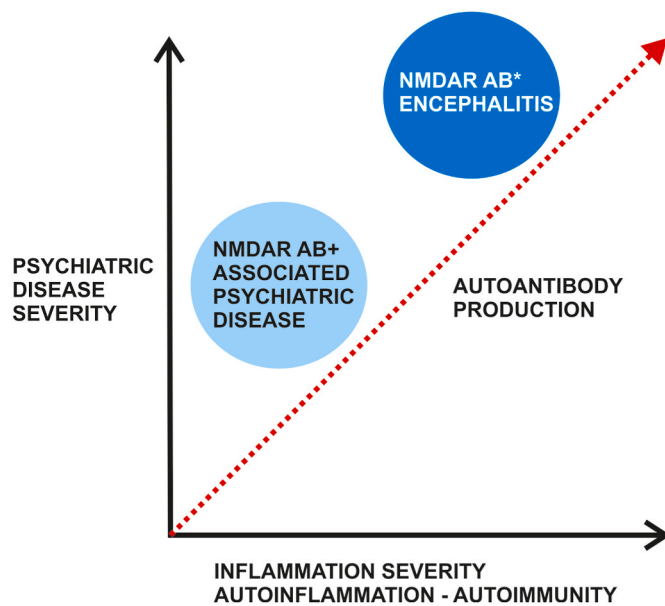 NMDAR AB*
ENCEPHALITIS
NMDAR AB+
ASSOCIATED
PSYCHIATRIC
DISEASE
PSYCHIATRIC
DISEASE
SEVERITY
AUTOANTIBODY
PRODUCTION
INFLAMMATION SEVERITY
AUTOINFLAMMATION - AUTOIMMUNITY